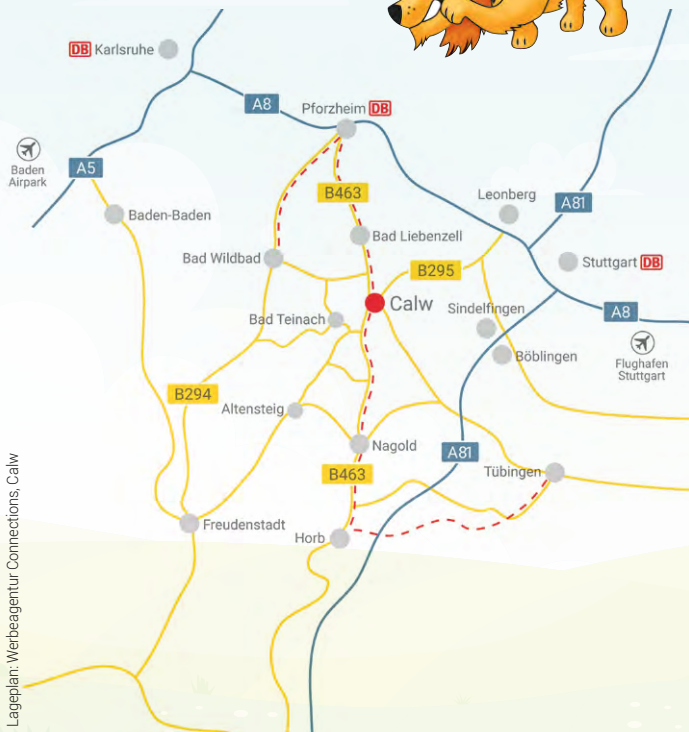 DB Karlsruhe
A8
Pforzheim DB
Baden
Airpark
A5
B463
Leonberg
A81
Baden-Baden
Bad Liebenzell
Bad Wildbad
B295
Stuttgart DB
Calw
Sindelfingen
A8
Bad Teinach
Böblingen
Flughafen
Stuttgart
B294
Altensteig
Nagold
A81
B463
Tübingen
Freudenstadt
Horb
Lageplan: Werbeagentur Connections, Calw